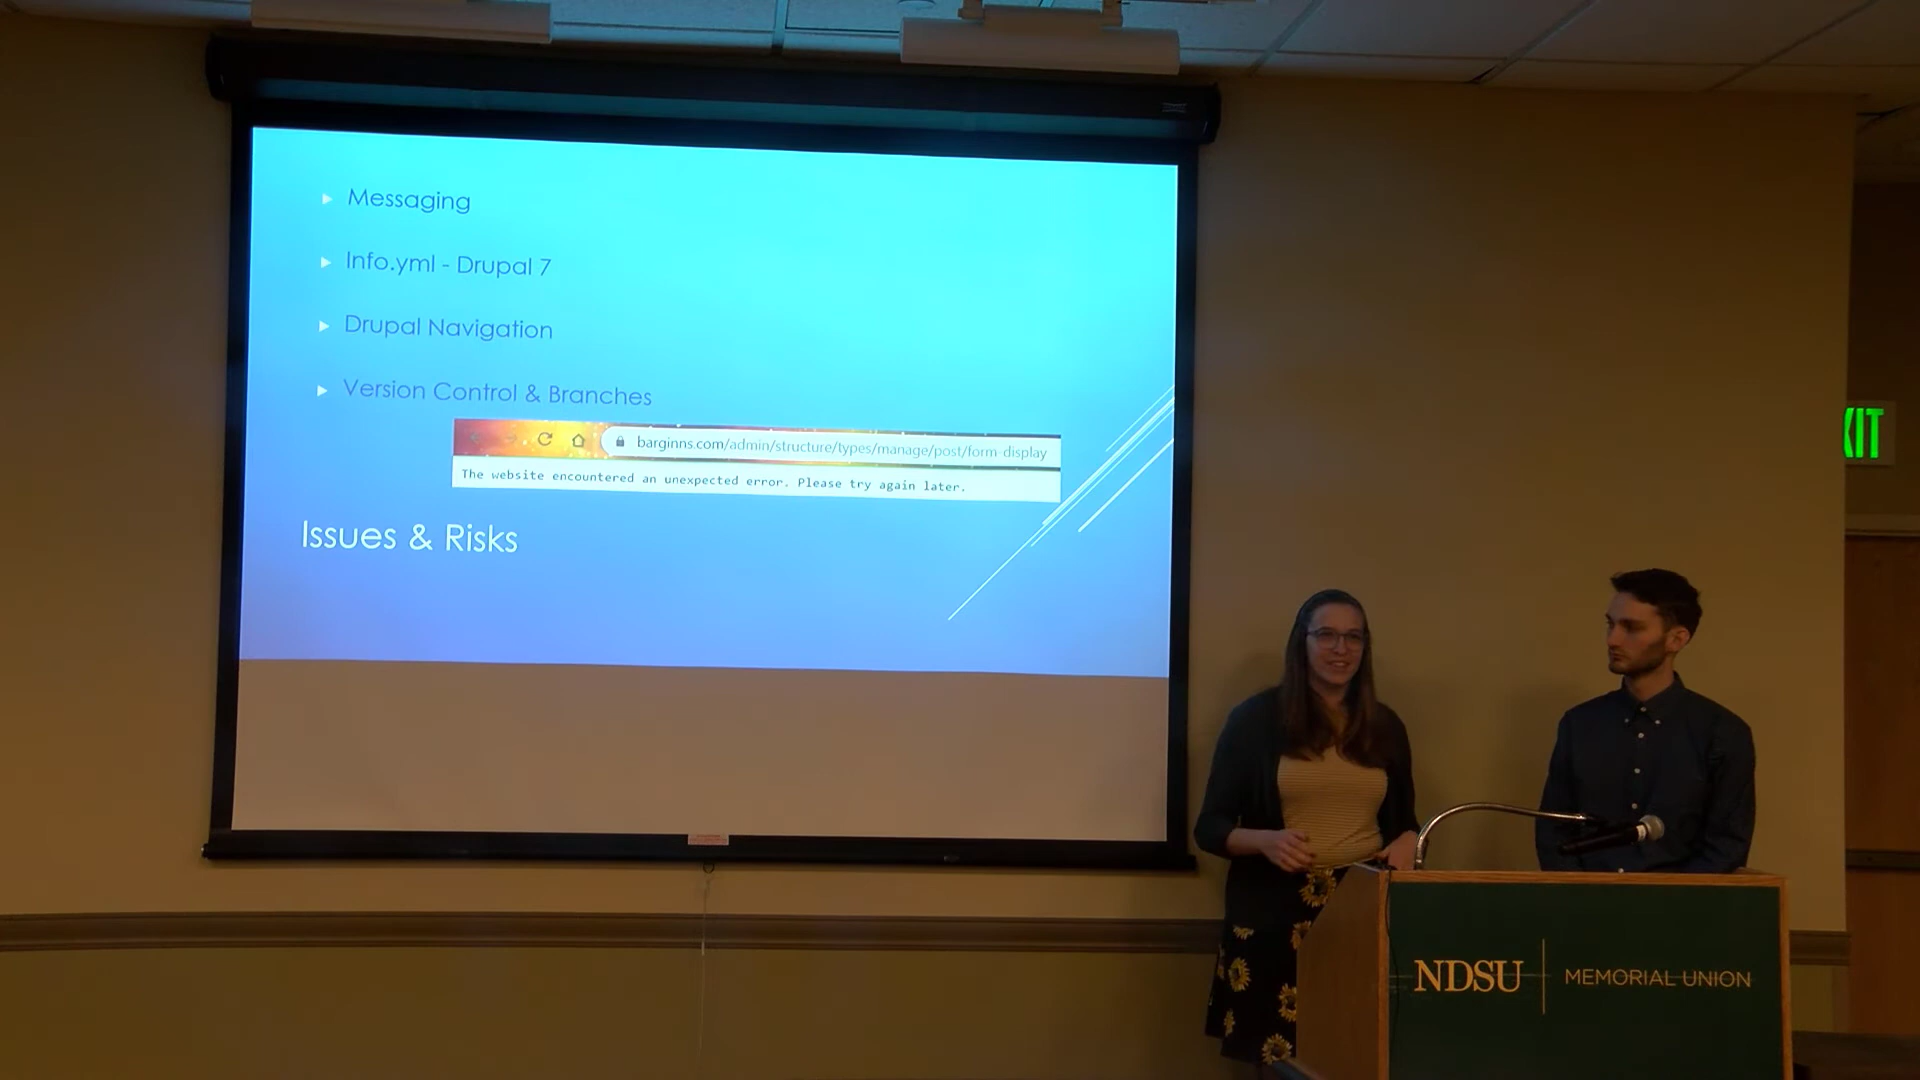 Messaging
Info.yml - Drupal 7
Drupal Navigation
Version Control & Branches
barginns.com/admin/structure/types/manage/post/form-display
The website encountered an unexpected error. Please try again later.
Issues & Risks
XIT
NDSU | MEMORIAL UNION